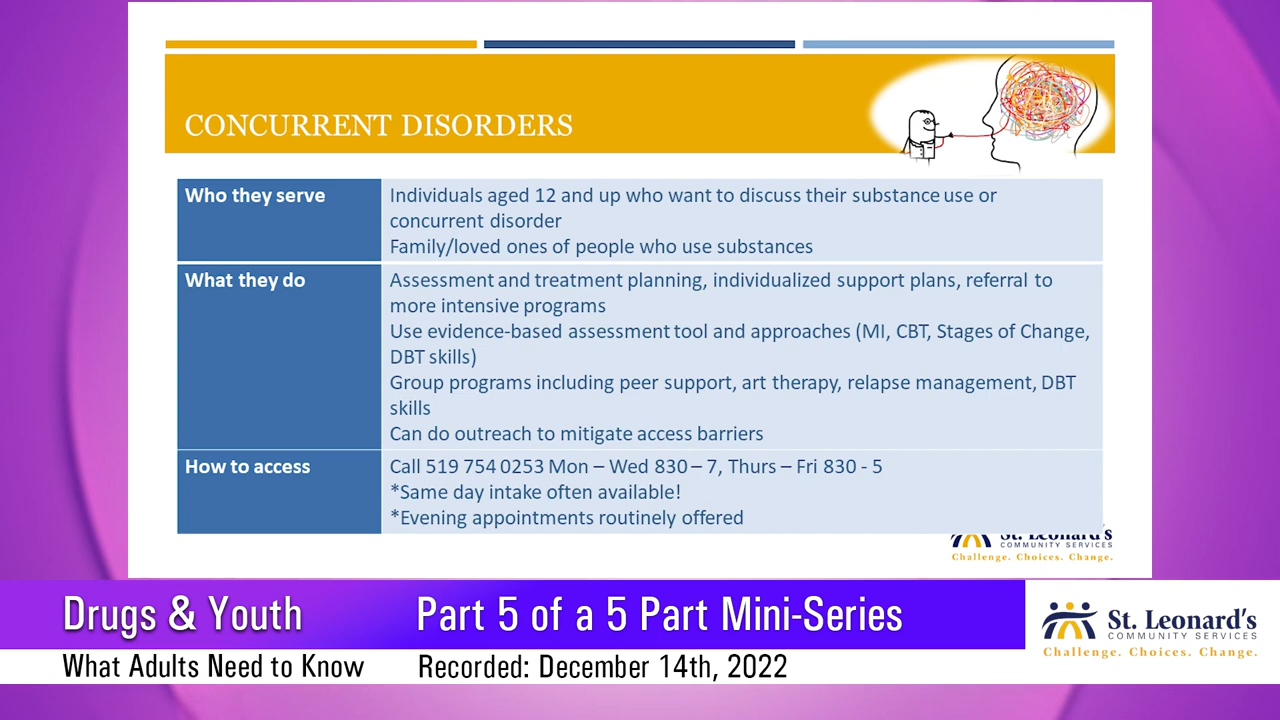 CONCURRENT DISORDERS
Who they serve
Individuals aged 12 and up who want to discuss their substance use or
concurrent disorder
Family/loved ones of people who use substances
What they do
Assessment and treatment planning, individualized support plans, referral to
more intensive programs
Use evidence-based assessment tool and approaches (MI, CBT, Stages of Change,
DBT skills)
Group programs including peer support, art therapy, relapse management, DBT
skills
Can do outreach to mitigate access barriers
How to access
Call 519 754 0253 Mon – Wed 830 – 7, Thurs – Fri 830 - 5
*Same day intake often available!
*Evening appointments routinely offered
St. Leonard's
COMMUNITY SERVICES
Challenge. Choices. Change.
Drugs & Youth
Part 5 of a 5 Part Mini-Series
What Adults Need to Know
Recorded: December 14th, 2022
St. Leonard's
COMMUNITY SERVICES
Challenge. Choices. Change.